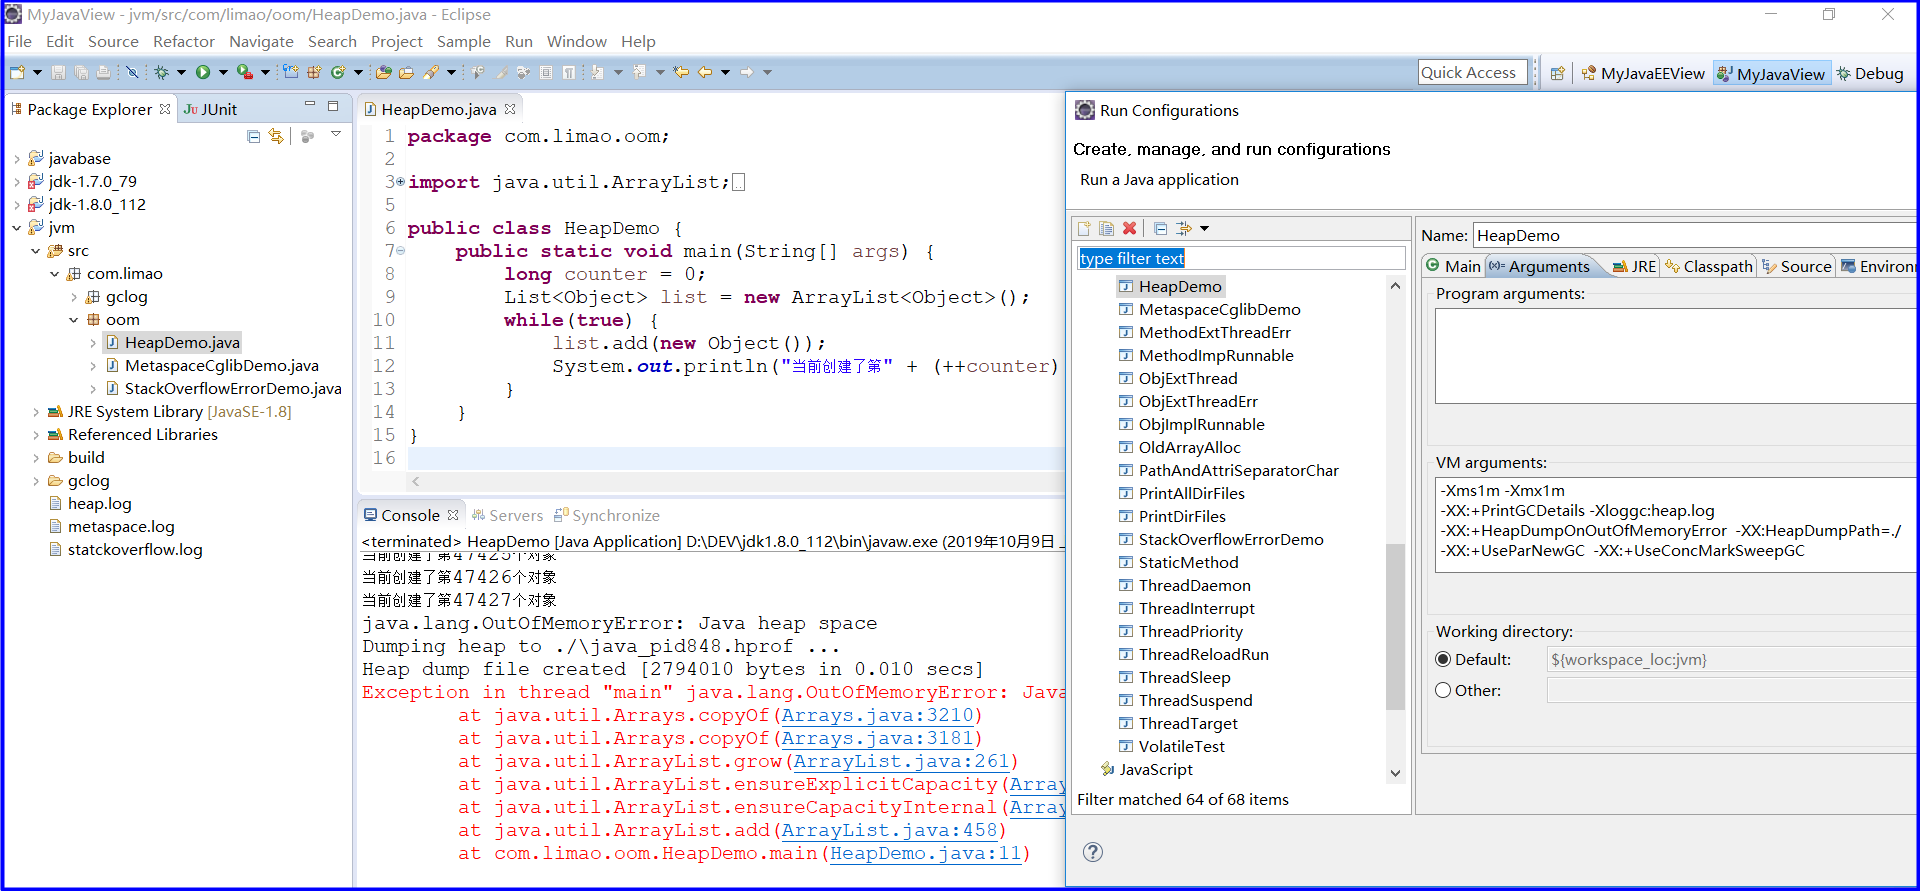 MyJavaView - jvm/src/com/limao/oom/HeapDemo.java - Eclipse
File Edit Source Refactor Navigate Search Project Sample Run Window Help
Quick Access
MyJavaEEView
MyJavaView
Debug
Package Explorer
JUnit
javabase
jdk-1.7.0_79
jdk-1.8.0_112
jvm
src
com.limao
gclog
oom
HeapDemo.java
MetaspaceCglibDemo.java
StackOverflowErrorDemo.java
JRE System Library [JavaSE-1.8]
Referenced Libraries
build
gclog
heap.log
metaspace.log
statckoverflow.log
HeapDemo.java
1 package com.limao.oom;
2
3 import java.util.ArrayList;
5
6 public class HeapDemo {
7 public static void main(String[] args) {
8 long counter = 0;
9 List<Object> list = new ArrayList<Object>();
10 while(true) {
11 list.add(new Object());
12 System.out.println("当前创建了第" + (++counter)
13 }
14 }
15 }
16
Console Servers Synchronize
<terminated> HeapDemo [Java Application] D:\DEV\jdk1.8.0_112\bin\javaw.exe (2019年10月9日
当前创建了第47425个对象
当前创建了第47426个对象
当前创建了第47427个对象
java.lang.OutOfMemoryError: Java heap space
Dumping heap to ./\java_pid848.hprof ...
Heap dump file created [2794010 bytes in 0.010 secs]
Exception in thread "main" java.lang.OutOfMemoryError: Java
at java.util.Arrays.copyOf(Arrays.java:3210)
at java.util.Arrays.copyOf(Arrays.java:3181)
at java.util.ArrayList.grow(ArrayList.java:261)
at java.util.ArrayList.ensureExplicitCapacity(Array
at java.util.ArrayList.ensureCapacityInternal(Array
at java.util.ArrayList.add(ArrayList.java:458)
at com.limao.oom.HeapDemo.main(HeapDemo.java:11)
Run Configurations
Create, manage, and run configurations
Run a Java application
type filter text
HeapDemo
MetaspaceCglibDemo
MethodExtThreadErr
MethodImpRunnable
ObjExtThread
ObjExtThreadErr
ObjImplRunnable
OldArrayAlloc
PathAndAttriSeparatorChar
PrintAllDirFiles
PrintDirFiles
StackOverflowErrorDemo
StaticMethod
ThreadDaemon
ThreadInterrupt
ThreadPriority
ThreadReloadRun
ThreadSleep
ThreadSuspend
ThreadTarget
VolatileTest
JavaScript
Filter matched 64 of 68 items
Name: HeapDemo
Main Arguments JRE Classpath Source Environ
Program arguments:
VM arguments:
-Xms1m -Xmx1m
-XX:+PrintGCDetails -Xloggc:heap.log
-XX:+HeapDumpOnOutOfMemoryError -XX:HeapDumpPath=./
-XX:+UseParNewGC -XX:+UseConcMarkSweepGC
Working directory:
Default: ${workspace_loc:jvm}
Other: